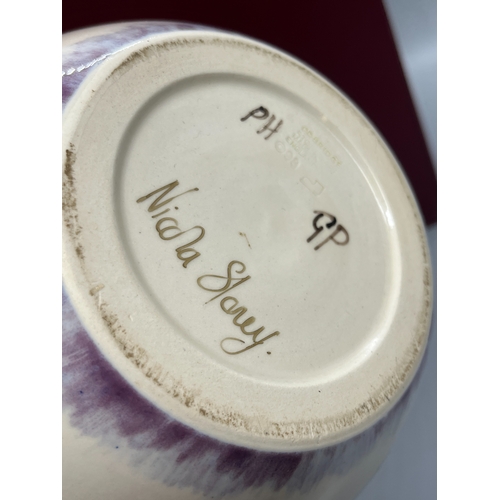 PH
GP
Nicola
Slaney.